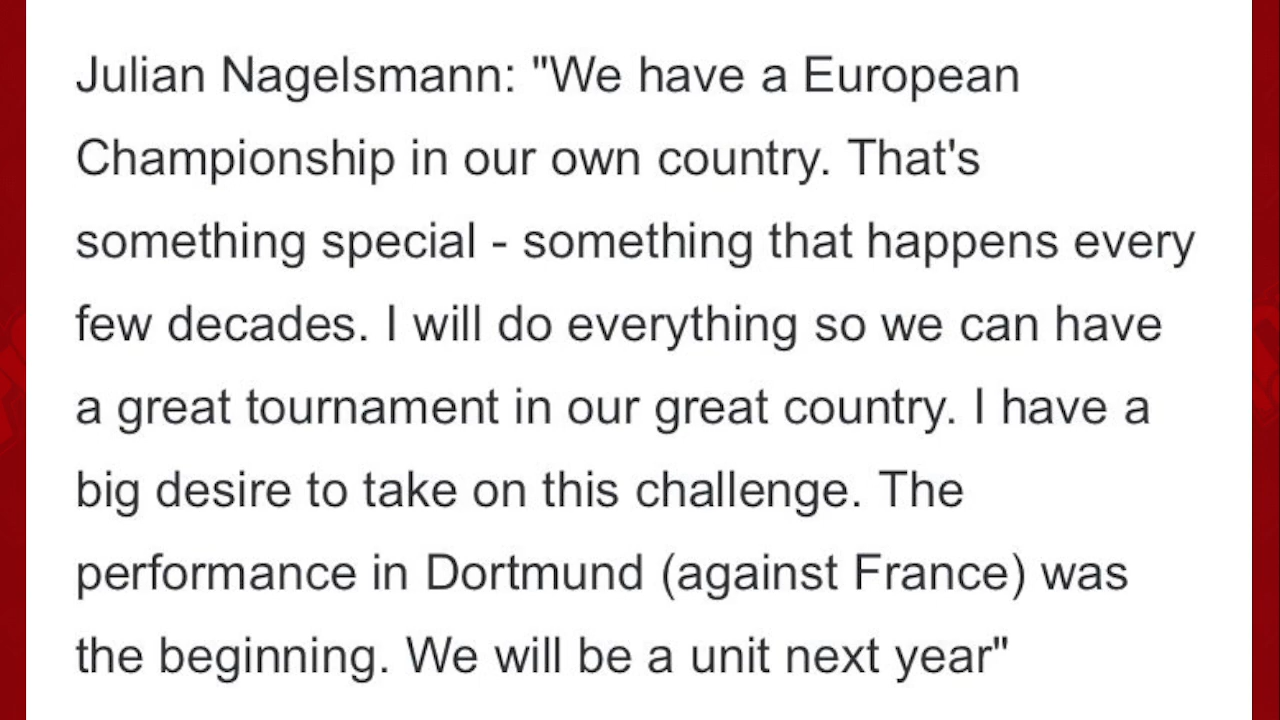 Julian Nagelsmann: "We have a European
Championship in our own country. That's
something special - something that happens every
few decades. I will do everything so we can have
a great tournament in our great country. I have a
big desire to take on this challenge. The
performance in Dortmund (against France) was
the beginning. We will be a unit next year"